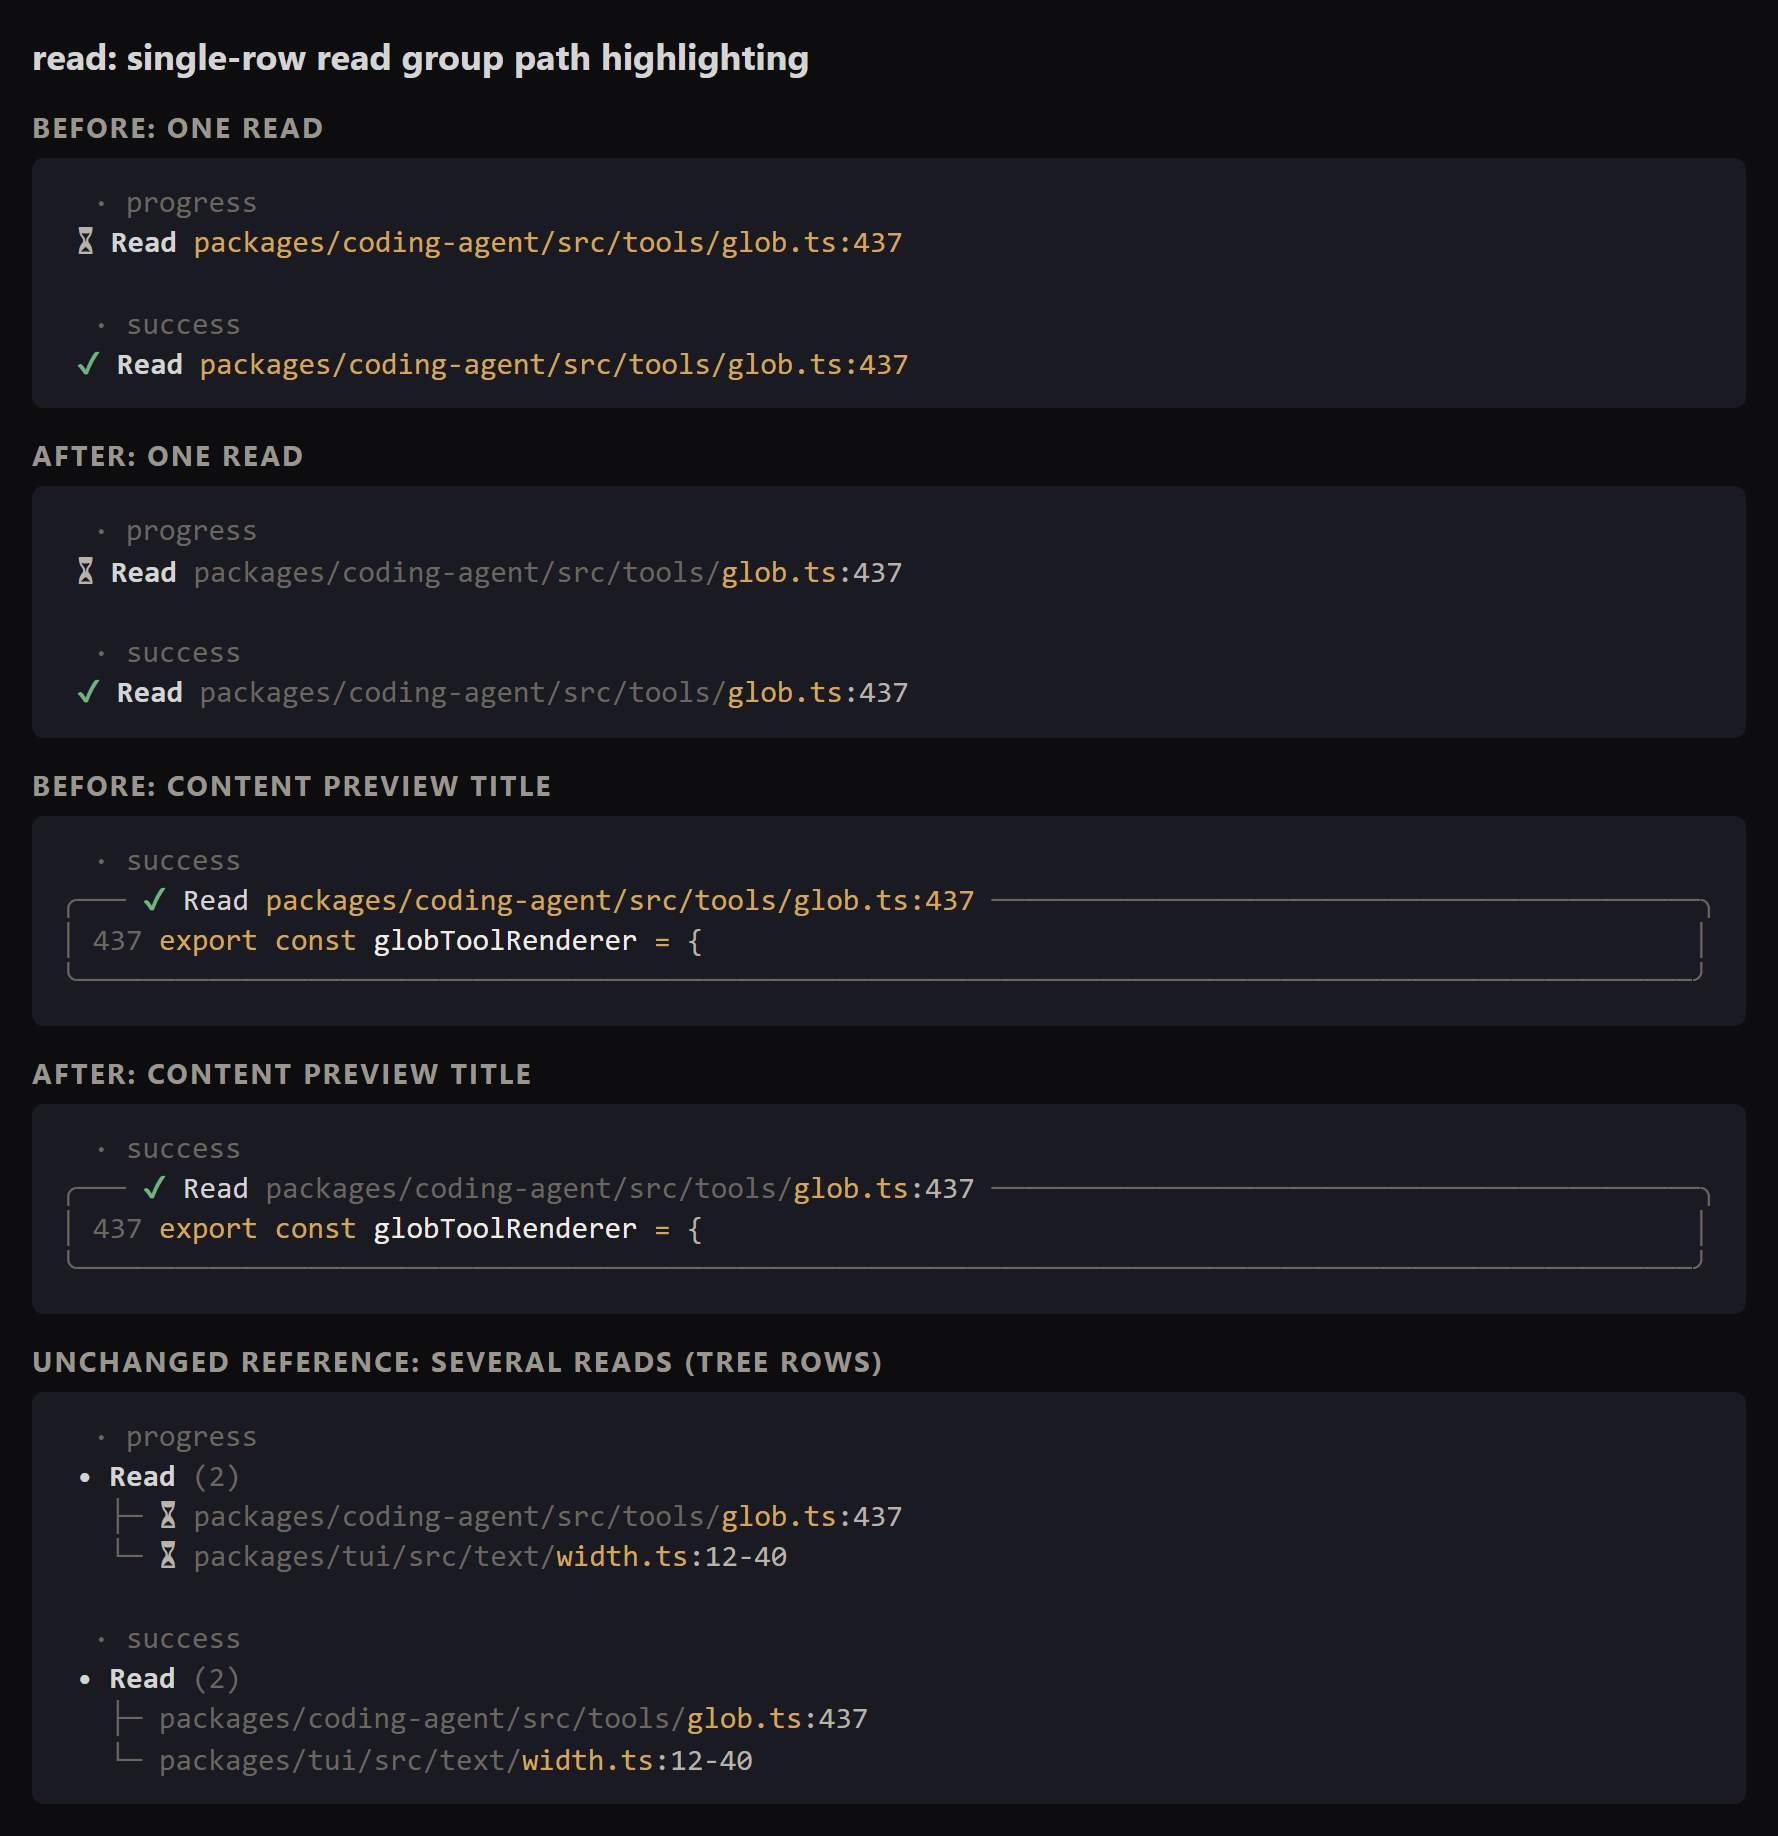 read: single-row read group path highlighting
BEFORE: ONE READ
· progress
⏳ Read packages/coding-agent/src/tools/glob.ts:437
· success
✓ Read packages/coding-agent/src/tools/glob.ts:437
AFTER: ONE READ
· progress
⏳ Read packages/coding-agent/src/tools/glob.ts:437
· success
✓ Read packages/coding-agent/src/tools/glob.ts:437
BEFORE: CONTENT PREVIEW TITLE
· success
✓ Read packages/coding-agent/src/tools/glob.ts:437
437 export const globToolRenderer = {
AFTER: CONTENT PREVIEW TITLE
· success
✓ Read packages/coding-agent/src/tools/glob.ts:437
437 export const globToolRenderer = {
UNCHANGED REFERENCE: SEVERAL READS (TREE ROWS)
· progress
• Read (2)
├─ ⏳ packages/coding-agent/src/tools/glob.ts:437
└─ ⏳ packages/tui/src/text/width.ts:12-40
· success
• Read (2)
├─ packages/coding-agent/src/tools/glob.ts:437
└─ packages/tui/src/text/width.ts:12-40